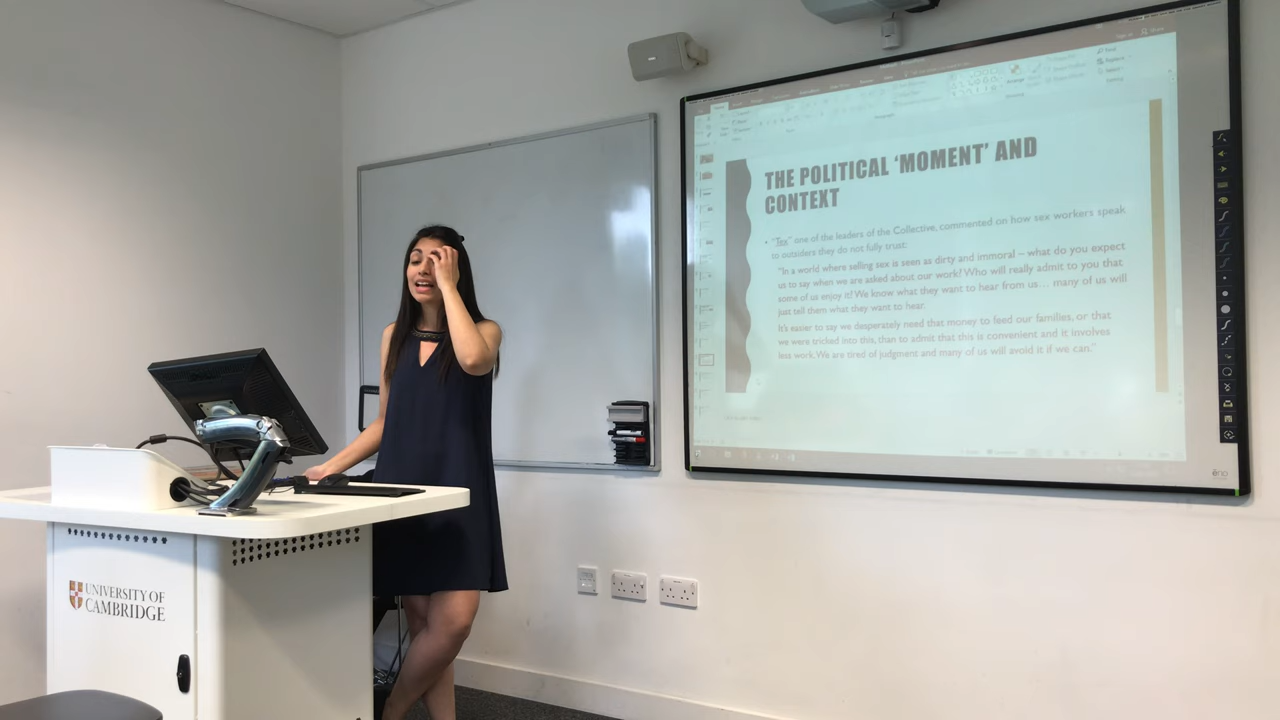 THE POLITICAL ‘MOMENT’ AND
CONTEXT
• “Tea” one of the leaders of the Collective, commented on how sex workers speak
to outsiders they do not fully trust:
“In a world where selling sex is seen as dirty and immoral – what do you expect
us to say when we are asked about our work? Who will really admit to you that
some of us enjoy it? We know what they want to hear from us… many of us will
just tell them what they want to hear.
It’s easier to say we desperately need that money to feed our families, or that
we were tricked into this, than to admit that this is convenient and it involves
less work. We are tired of judgment and many of us will avoid it if we can.”
eno
UNIVERSITY OF
CAMBRIDGE